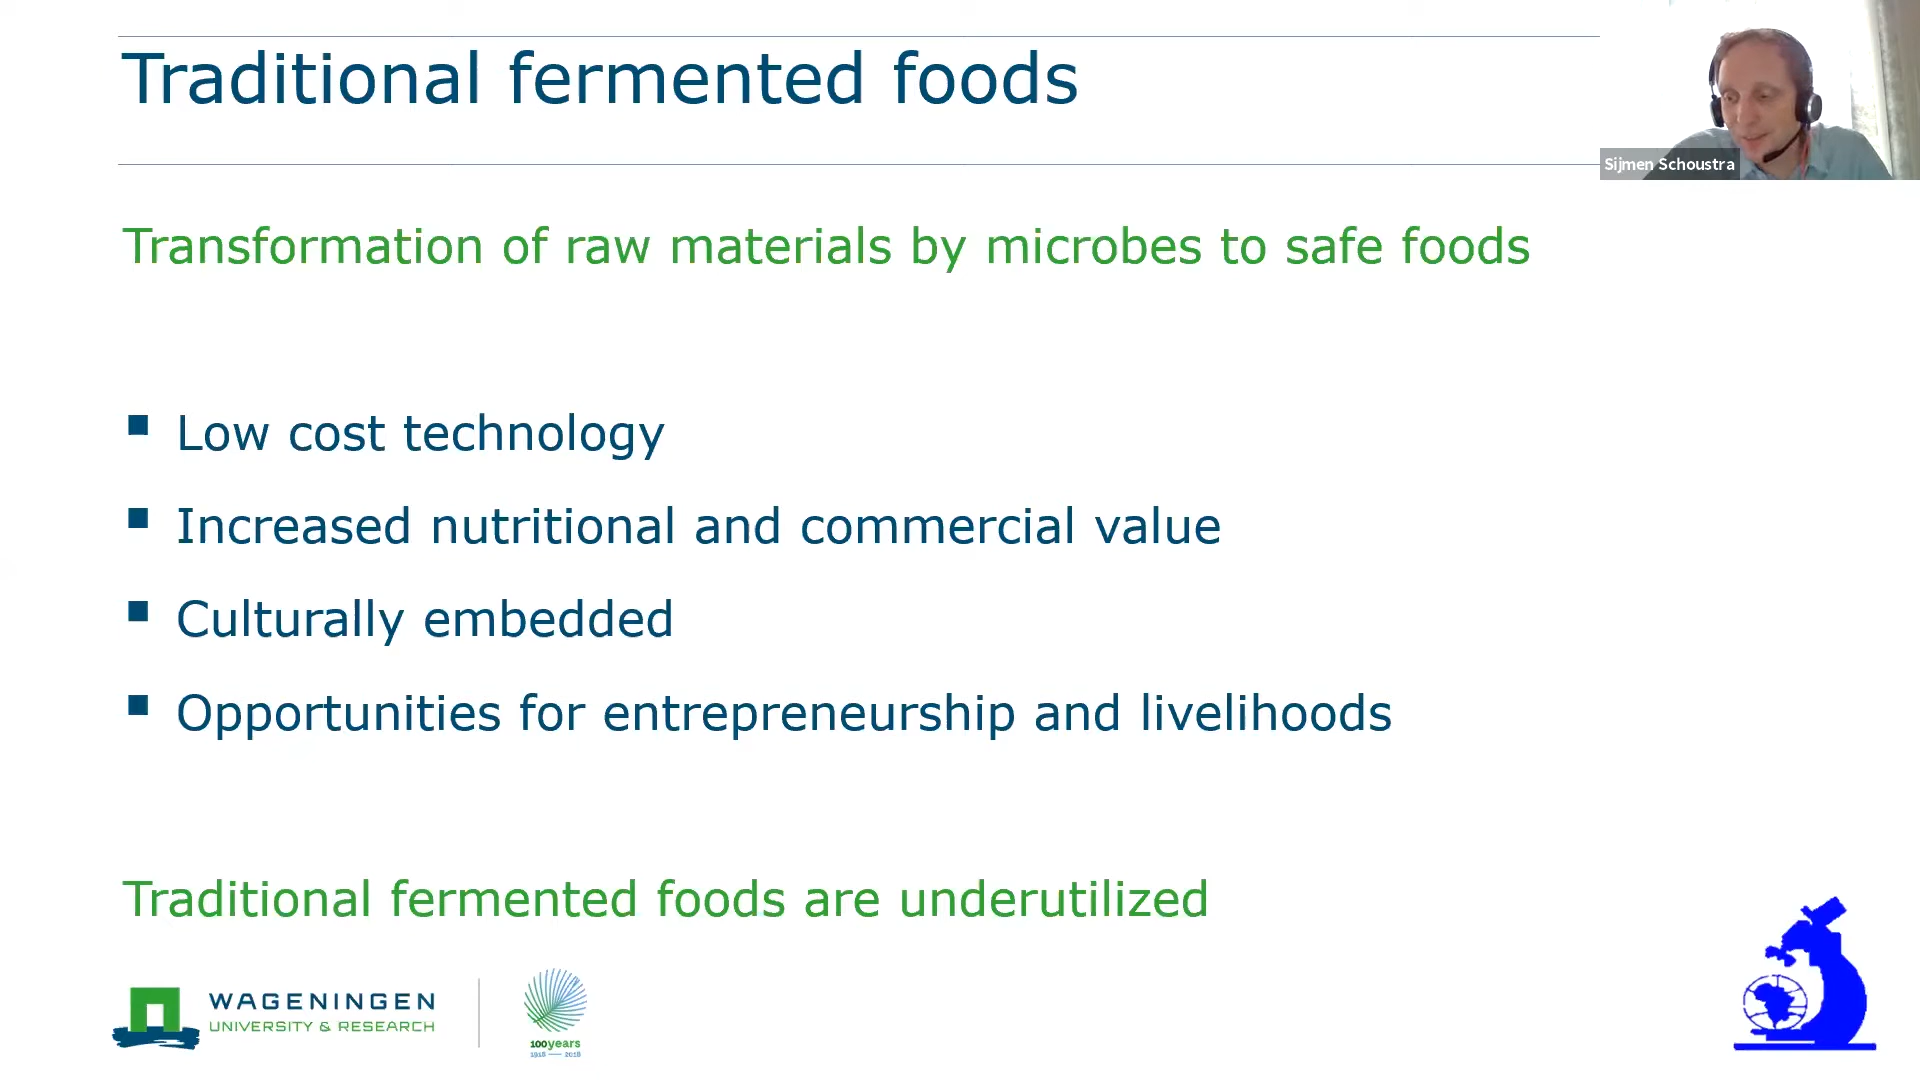 Traditional fermented foods
Sijmen Schoustra
Transformation of raw materials by microbes to safe foods
Low cost technology
Increased nutritional and commercial value
Culturally embedded
Opportunities for entrepreneurship and livelihoods
Traditional fermented foods are underutilized
WAGENINGEN
UNIVERSITY & RESEARCH
100years
1918 — 2018